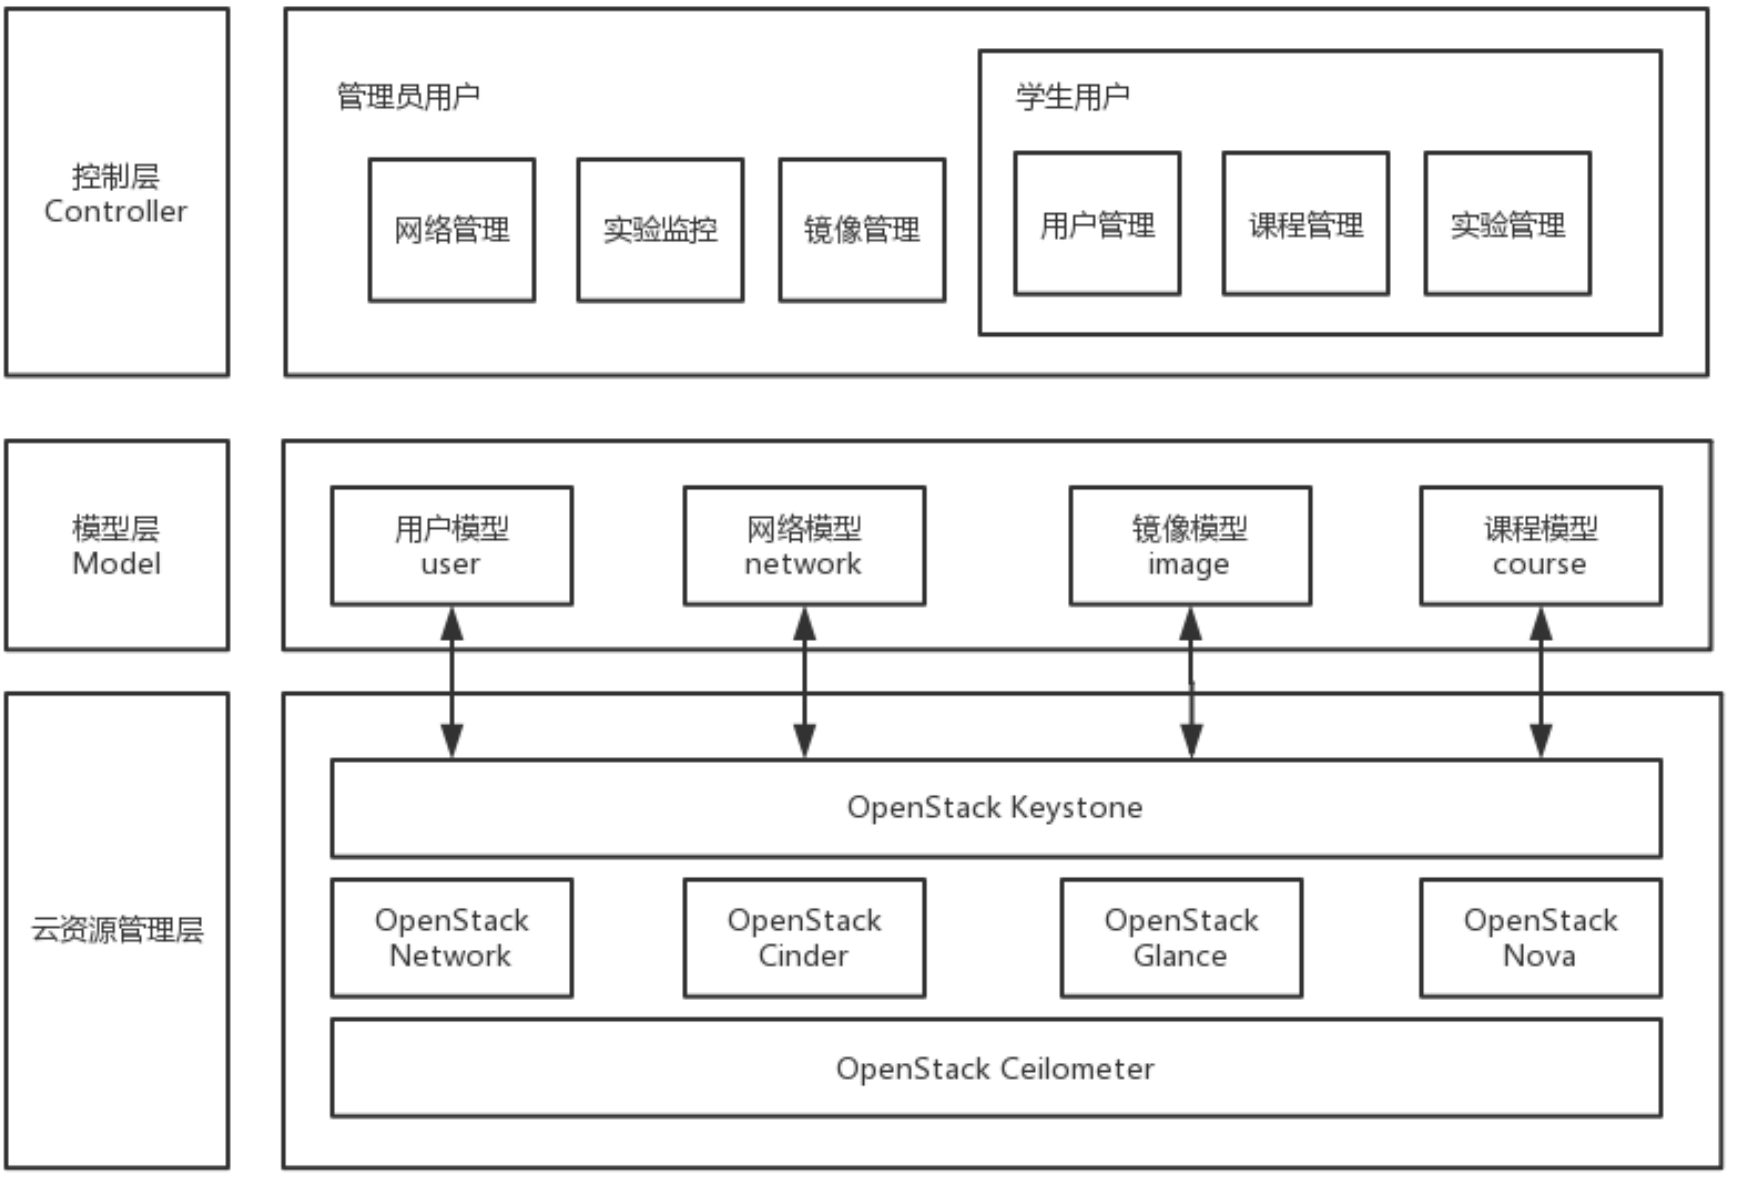 控制层
Controller
管理员用户
网络管理
实验监控
镜像管理
学生用户
用户管理
课程管理
实验管理
模型层
Model
用户模型
user
网络模型
network
镜像模型
image
课程模型
course
云资源管理层
OpenStack Keystone
OpenStack
Network
OpenStack
Cinder
OpenStack
Glance
OpenStack
Nova
OpenStack Ceilometer